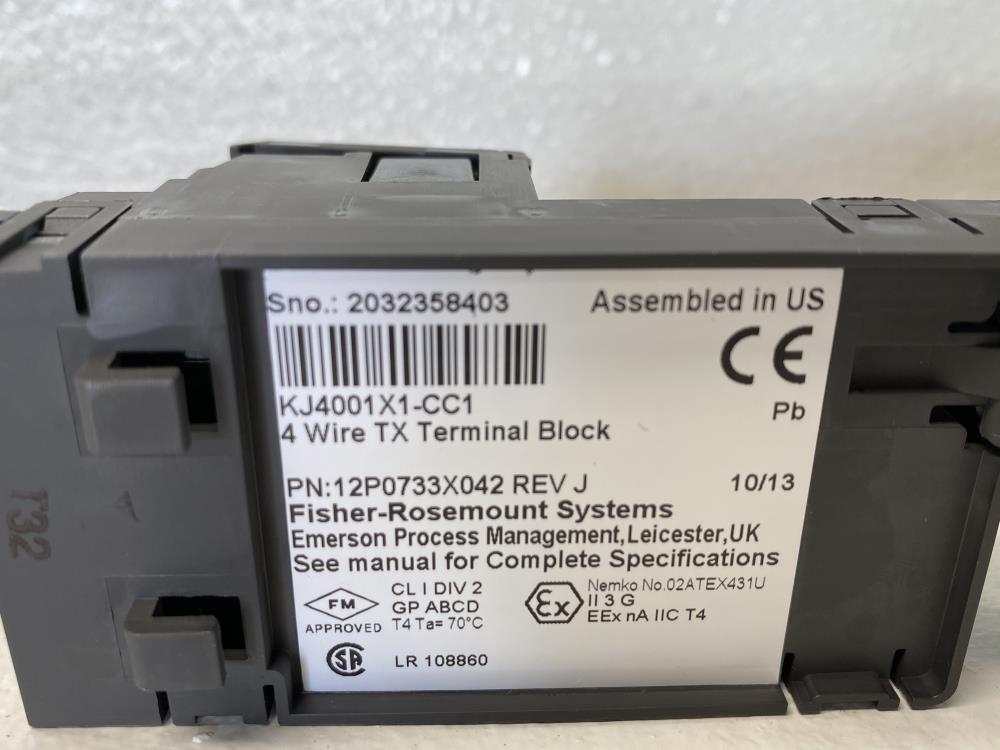 Sno.: 2032358403
Assembled in US
CE
KJ4001X1-CC1
Pb
4 Wire TX Terminal Block
PN:12P0733X042 REV J 10/13
Fisher-Rosemount Systems
Emerson Process Management,Leicester,UK
See manual for Complete Specifications
FM
APPROVED
CL I DIV 2
GP ABCD
T4 Ta= 70°C
Ex
Nemko No.02ATEX431U
II 3 G
EEx nA IIC T4
SA
LR 108860
T32